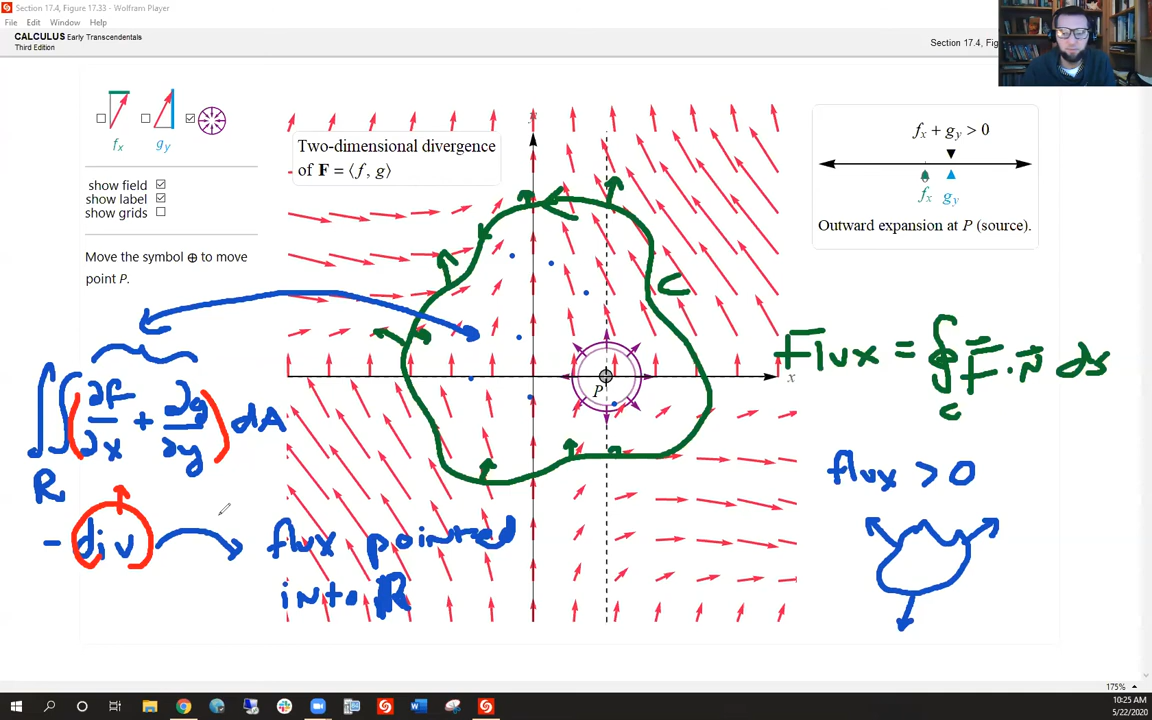 Section 17.4, Figure 17.33 - Wolfram Player
File Edit Window Help
CALCULUS Early Transcendentals
Third Edition
Section 17.4, Fig
fx gy
show field
show label
show grids
Move the symbol ⊕ to move
point P.
Two-dimensional divergence
of F = ⟨f, g⟩
y
x
P
C
fx + gy > 0
fx gy
Outward expansion at P (source).
Flux = ∮C F⃗ · N⃗ ds
flux > 0
∬R (∂f/∂x + ∂g/∂y) dA
- div
flux pointed
into R
175%
10:25 AM
5/22/2020